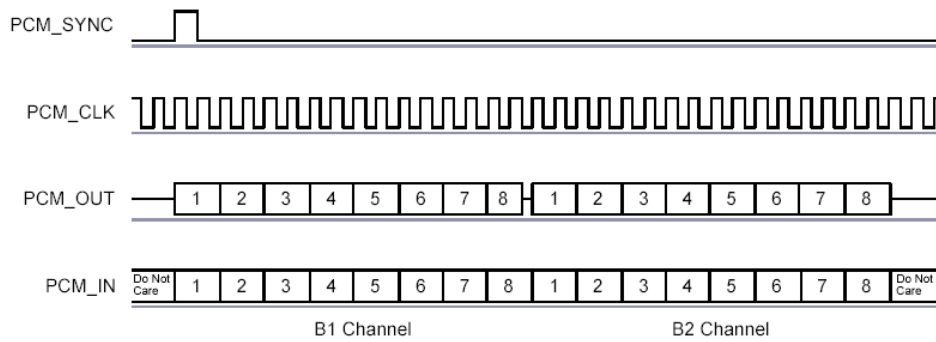 PCM_SYNC
PCM_CLK
PCM_OUT 1 2 3 4 5 6 7 8 1 2 3 4 5 6 7 8
PCM_IN Do Not Care 1 2 3 4 5 6 7 8 1 2 3 4 5 6 7 8 Do Not Care
B1 Channel B2 Channel